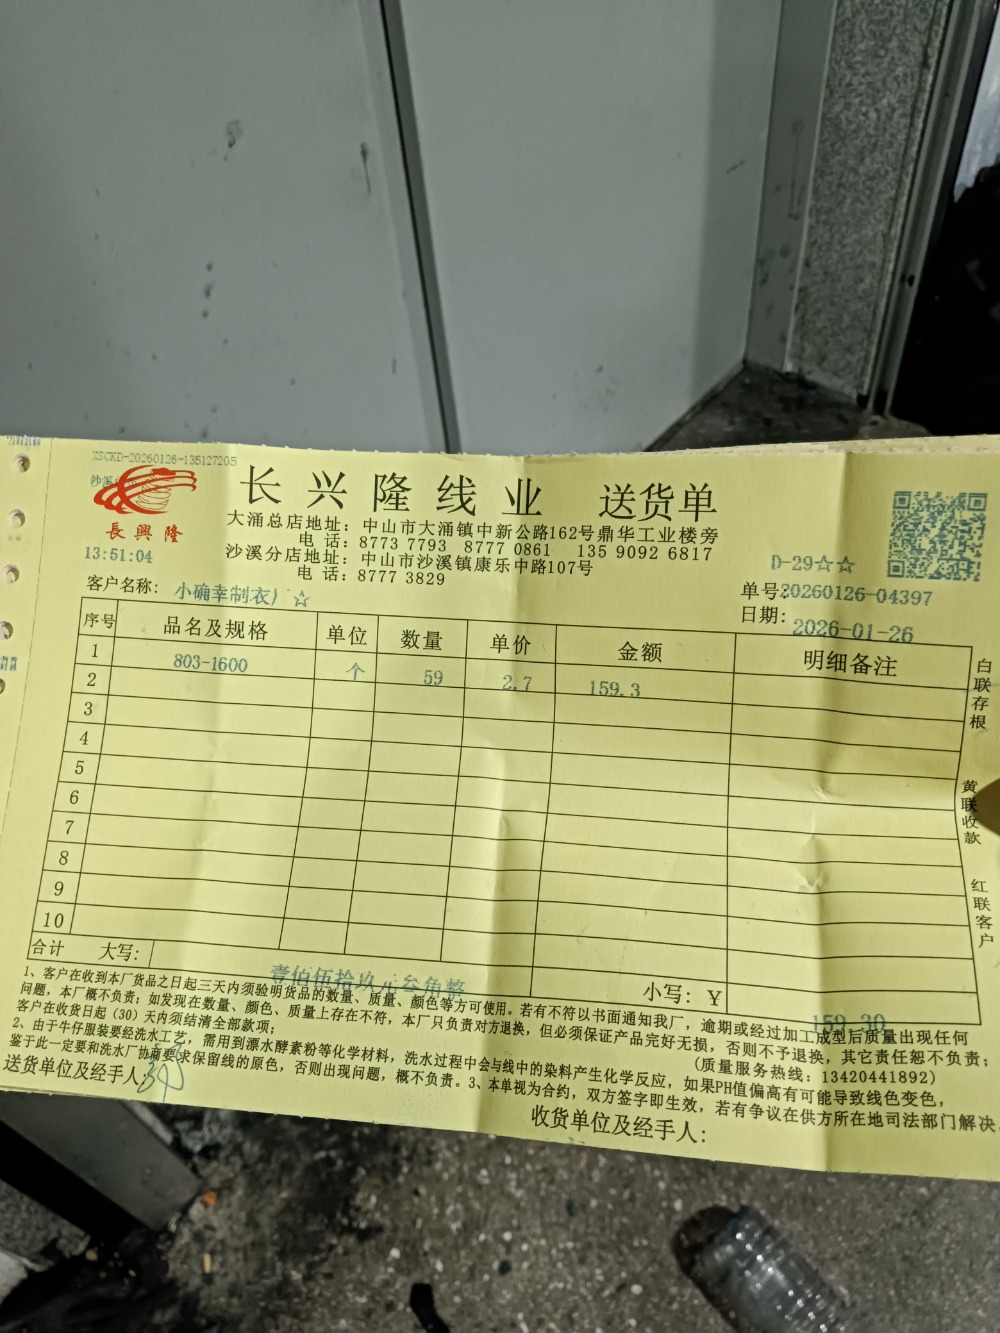 XSCKD-20260126-135127205
沙溪
長興隆
13:51:04
长兴隆线业 送货单
大涌总店地址：中山市大涌镇中新公路162号鼎华工业楼旁
电话：8773 7793 8777 0861 135 9092 6817
沙溪分店地址：中山市沙溪镇康乐中路107号
电话：8777 3829
D-29☆☆
客户名称：小确幸制衣厂☆
单号:20260126-04397
日期：2026-01-26
序号 品名及规格 单位 数量 单价 金额 明细备注
1 803-1600 个 59 2.7 159.3
2
3
4
5
6
7
8
9
10
合计 大写：壹佰伍拾玖元叁角整 小写：￥159.30
白联存根
黄联收款
红联客户
1、客户在收到本厂货品之日起三天内须验明货品的数量、质量、颜色等方可使用。若有不符以书面通知我厂，逾期或经过加工成型后质量出现任何
问题，本厂概不负责；如发现在数量、颜色、质量上存在不符，本厂只负责对方退换，但必须保证产品完好无损，否则不予退换，其它责任恕不负责；
客户在收货日起（30）天内须结清全部款项；
(质量服务热线：13420441892)
2、由于牛仔服装要经洗水工艺，需用到漂水酵素粉等化学材料，洗水过程中会与线中的染料产生化学反应，如果PH值偏高有可能导致线色变色，
鉴于此一定要和洗水厂协商要求保留线的原色，否则出现问题，概不负责。3、本单视为合约，双方签字即生效，若有争议在供方所在地司法部门解决。
送货单位及经手人：
收货单位及经手人：